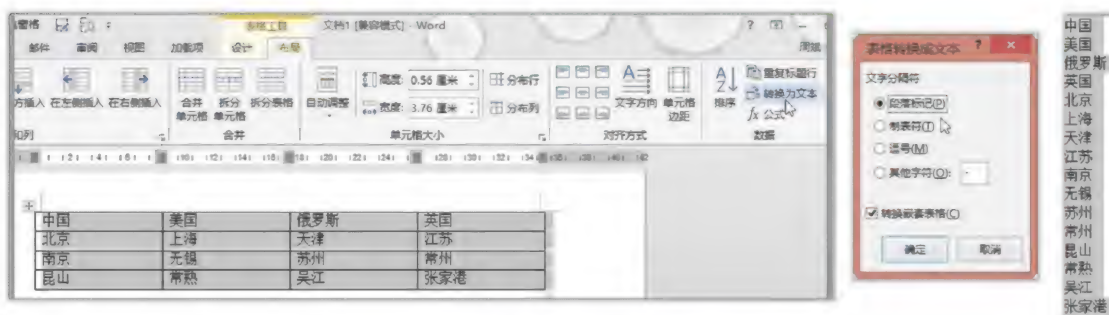 表格工具 文档1 [兼容模式] - Word
邮件 审阅 视图 加载项 设计 布局
方插入 在左侧插入 在右侧插入 合并单元格 拆分单元格 拆分表格 自动调整 高度: 0.56 厘米 分布行 文字方向 单元格边距 排序 重复标题行
宽度: 3.76 厘米 分布列 转换为文本
fx 公式
和列 合并 单元格大小 对齐方式 数据
中国 美国 俄罗斯 英国
北京 上海 天津 江苏
南京 无锡 苏州 常州
昆山 常熟 吴江 张家港
表格转换成文本 ? ×
文字分隔符
段落标记(P)
制表符(T)
逗号(M)
其他字符(O): -
转换嵌套表格(C)
确定 取消
中国
美国
俄罗斯
英国
北京
上海
天津
江苏
南京
无锡
苏州
常州
昆山
常熟
吴江
张家港